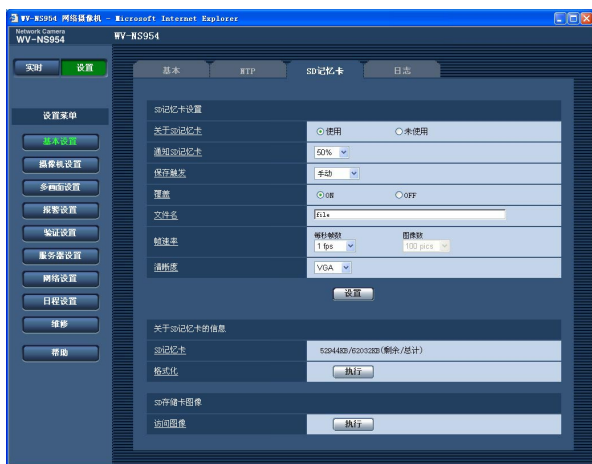 WV-NS954 网络摄像机 - Microsoft Internet Explorer
Network Camera
WV-NS954
WV-NS954
实时 设置
基本 NTP SD记忆卡 日志
设置菜单
基本设置
摄像机设置
多画面设置
报警设置
验证设置
服务器设置
网络设置
日程设置
维修
帮助
SD记忆卡设置
关于SD记忆卡 使用 未使用
通知SD记忆卡 50%
保存触发 手动
覆盖 ON OFF
文件名 file
帧速率 每秒帧数 图像数
1 fps 100 pics
清晰度 VGA
设置
关于SD记忆卡的信息
SD记忆卡 52944KB/62032KB(剩余/总计)
格式化 执行
SD存储卡图像
访问图像 执行